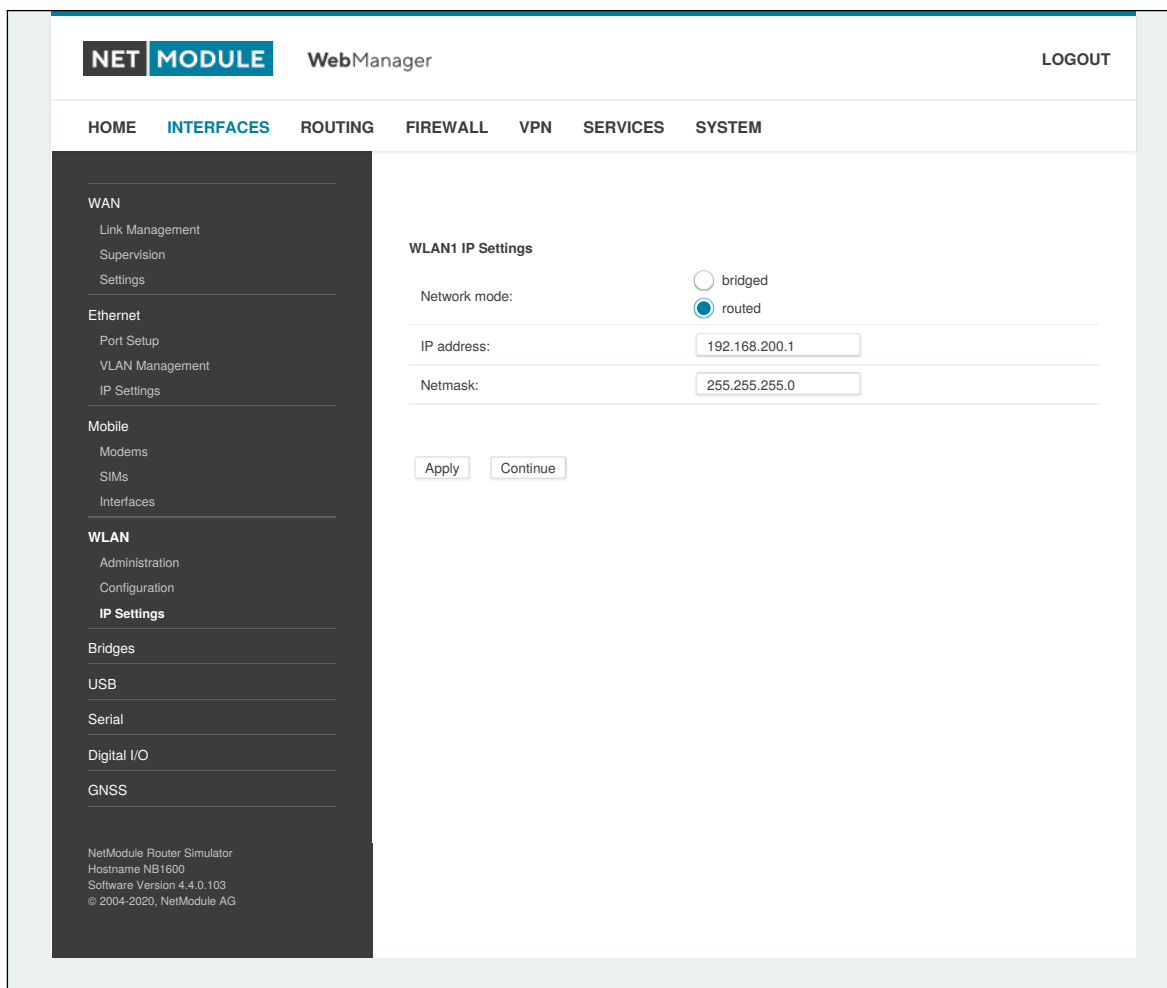 NET MODULE WebManager LOGOUT
HOME INTERFACES ROUTING FIREWALL VPN SERVICES SYSTEM
WAN
Link Management
Supervision
Settings
Ethernet
Port Setup
VLAN Management
IP Settings
Mobile
Modems
SIMs
Interfaces
WLAN
Administration
Configuration
IP Settings
Bridges
USB
Serial
Digital I/O
GNSS
NetModule Router Simulator
Hostname NB1600
Software Version 4.4.0.103
© 2004-2020, NetModule AG
WLAN1 IP Settings
Network mode:
bridged
routed
IP address: 192.168.200.1
Netmask: 255.255.255.0
Apply Continue